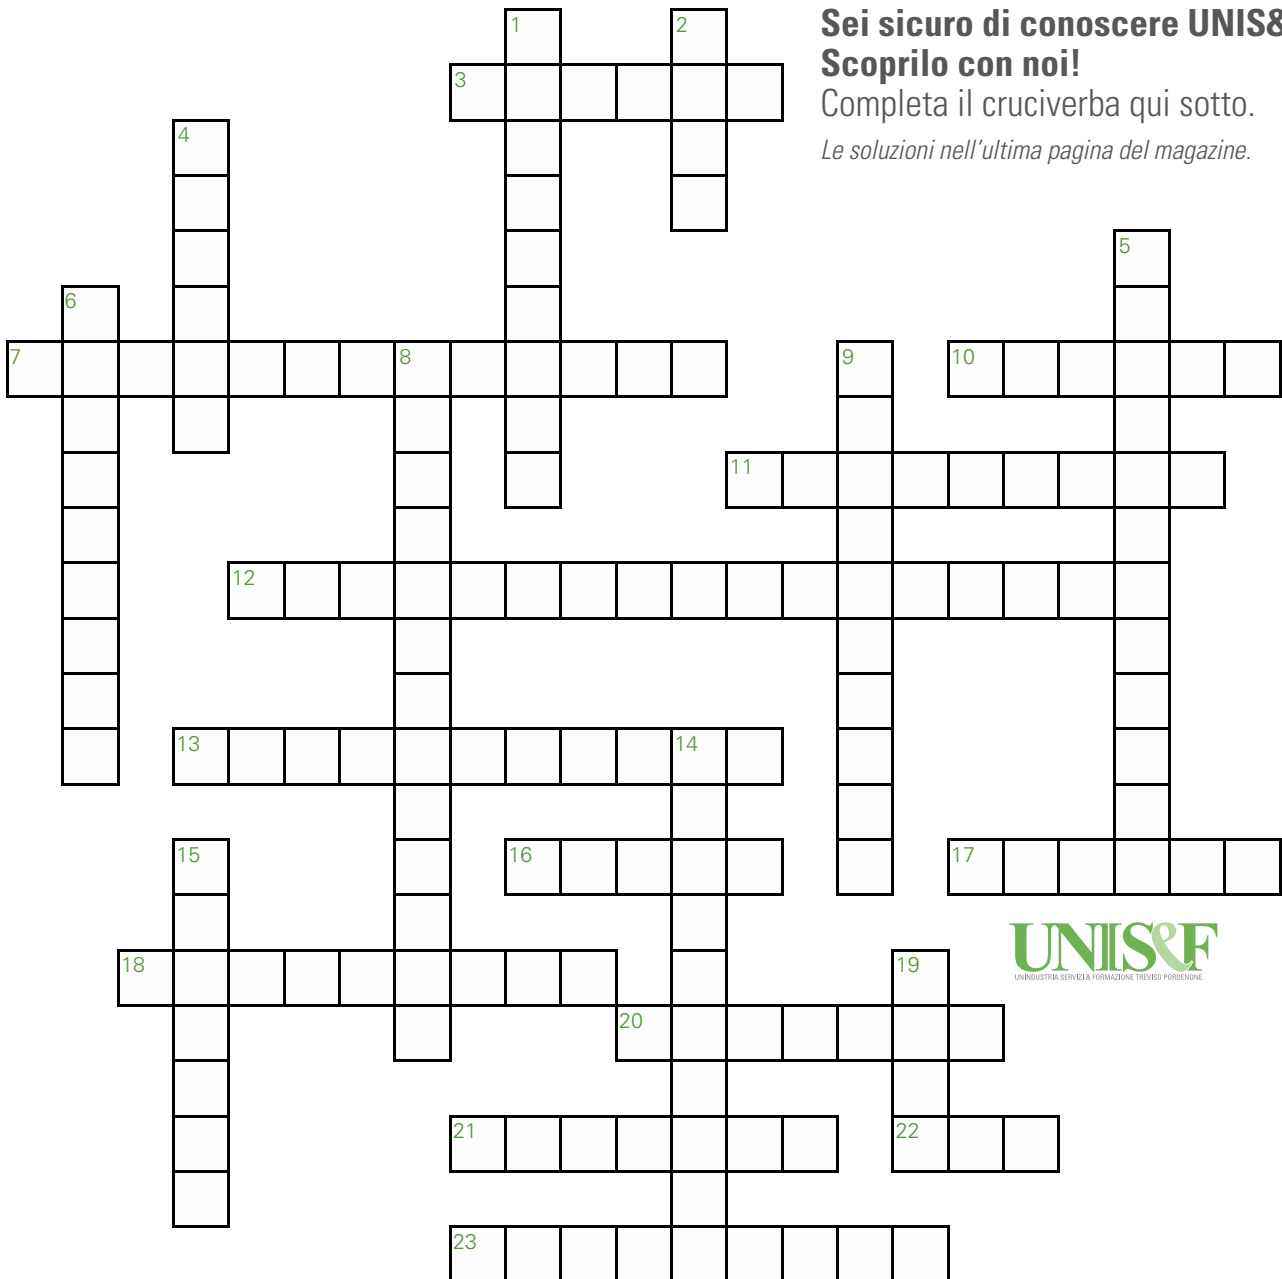 Sei sicuro di conoscere UNIS&
Scoprilo con noi!
Completa il cruciverba qui sotto.
Le soluzioni nell'ultima pagina del magazine.
1 2
3
4
5
6
7 8 9 10
11
12
13 14
15 16 17
18 19
20
21 22
23
UNIS&F
UNINDUSTRIA SERVIZI & FORMAZIONE TREVISO PORDENONE